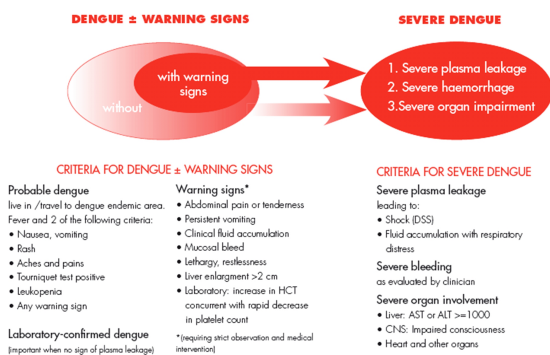 DENGUE ± WARNING SIGNS
SEVERE DENGUE
with warning
signs
without
1. Severe plasma leakage
2. Severe haemorrhage
3.Severe organ impairment
CRITERIA FOR DENGUE ± WARNING SIGNS
Probable dengue
live in /travel to dengue endemic area.
Fever and 2 of the following criteria:
• Nausea, vomiting
• Rash
• Aches and pains
• Tourniquet test positive
• Leukopenia
• Any warning sign
Laboratory-confirmed dengue
(important when no sign of plasma leakage)
Warning signs*
• Abdominal pain or tenderness
• Persistent vomiting
• Clinical fluid accumulation
• Mucosal bleed
• Lethargy, restlessness
• Liver enlargment >2 cm
• Laboratory: increase in HCT
concurrent with rapid decrease
in platelet count
*(requiring strict observation and medical
intervention)
CRITERIA FOR SEVERE DENGUE
Severe plasma leakage
leading to:
• Shock (DSS)
• Fluid accumulation with respiratory
distress
Severe bleeding
as evaluated by clinician
Severe organ involvement
• Liver: AST or ALT >=1000
• CNS: Impaired consciousness
• Heart and other organs